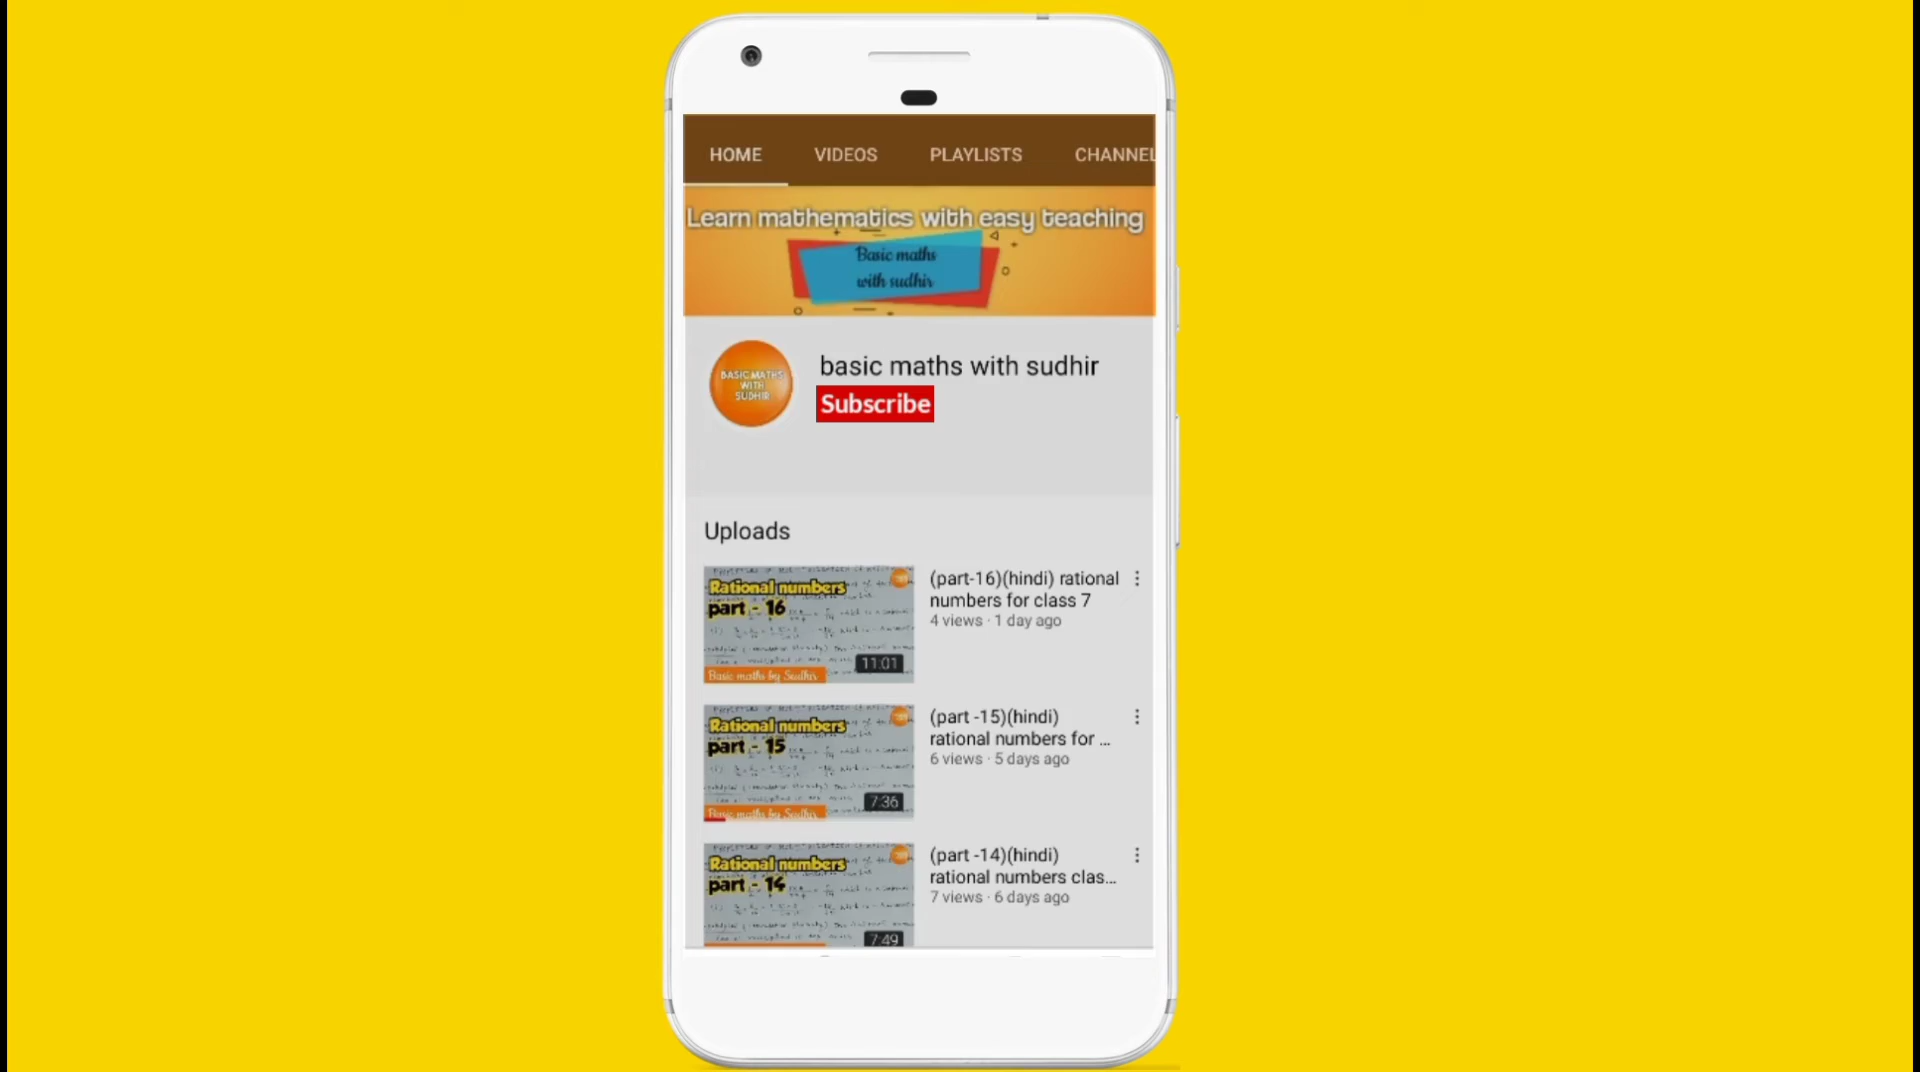 HOME VIDEOS PLAYLISTS CHANNEL
Learn mathematics with easy teaching
Basic maths
with sudhir
BASIC MATHS
WITH
SUDHIR
basic maths with sudhir
Subscribe
Uploads
Rational numbers
part - 16
11:01
Basic maths by Sudhir
(part-16)(hindi) rational
numbers for class 7
4 views · 1 day ago
Rational numbers
part - 15
7:36
Basic maths by Sudhir
(part -15)(hindi)
rational numbers for ...
6 views · 5 days ago
Rational numbers
part - 14
7:49
(part -14)(hindi)
rational numbers clas...
7 views · 6 days ago